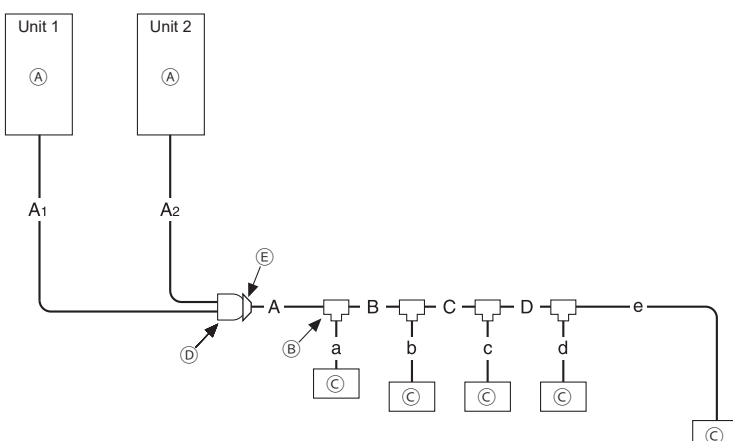 Unit 1 Unit 2
Ⓐ Ⓐ
A1 A2
Ⓔ
A B C D e
Ⓓ Ⓑ a b c d
Ⓒ Ⓒ Ⓒ Ⓒ
Ⓒ